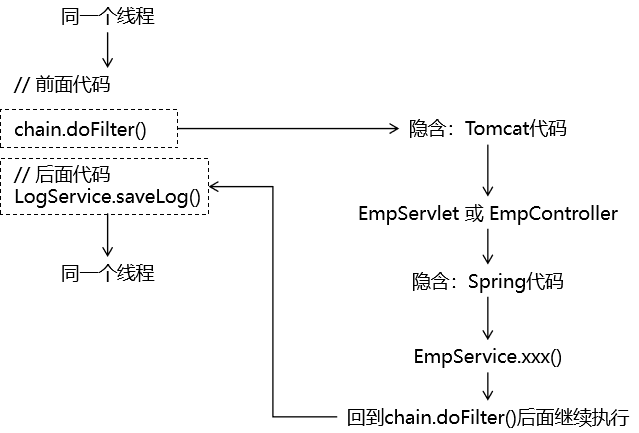 同一个线程
// 前面代码
chain.doFilter()
// 后面代码
LogService.saveLog()
同一个线程
隐含：Tomcat代码
EmpServlet 或 EmpController
隐含：Spring代码
EmpService.xxx()
回到chain.doFilter()后面继续执行